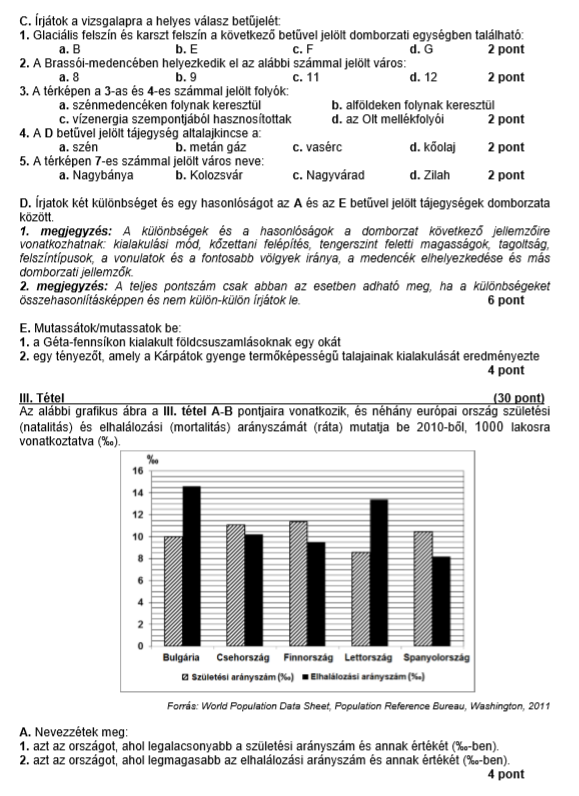 C. Írjátok a vizsgalapra a helyes válasz betűjelét:
1. Glaciális felszín és karszt felszín a következő betűvel jelölt domborzati egységben található:
a. B b. E c. F d. G 2 pont
2. A Brassói-medencében helyezkedik el az alábbi számmal jelölt város:
a. 8 b. 9 c. 11 d. 12 2 pont
3. A térképen a 3-as és 4-es számmal jelölt folyók:
a. szénmedencéken folynak keresztül b. alföldeken folynak keresztül
c. vízenergia szempontjából hasznosítottak d. az Olt mellékfolyói 2 pont
4. A D betűvel jelölt tájegység altalajkincse a:
a. szén b. metán gáz c. vasérc d. kőolaj 2 pont
5. A térképen 7-es számmal jelölt város neve:
a. Nagybánya b. Kolozsvár c. Nagyvárad d. Zilah 2 pont
D. Írjatok két különbséget és egy hasonlóságot az A és az E betűvel jelölt tájegységek domborzata
között.
1. megjegyzés: A különbségek és a hasonlóságok a domborzat következő jellemzőire
vonatkozhatnak: kialakulási mód, kőzettani felépítés, tengerszint feletti magasságok, tagoltság,
felszíntípusok, a vonulatok és a fontosabb völgyek iránya, a medencék elhelyezkedése és más
domborzati jellemzők.
2. megjegyzés: A teljes pontszám csak abban az esetben adható meg, ha a különbségeket
összehasonlításképpen és nem külön-külön írjátok le. 6 pont
E. Mutassátok/mutassatok be:
1. a Géta-fennsíkon kialakult földcsuszamlásoknak egy okát
2. egy tényezőt, amely a Kárpátok gyenge termőképességű talajainak kialakulását eredményezte
4 pont
III. Tétel (30 pont)
Az alábbi grafikus ábra a III. tétel A-B pontjaira vonatkozik, és néhány európai ország születési
(natalitás) és elhalálozási (mortalitás) arányszámát (ráta) mutatja be 2010-ből, 1000 lakosra
vonatkoztatva (‰).
‰
16
14
12
10
8
6
4
2
0
Bulgária Csehország Finnország Lettország Spanyolország
Születési arányszám (‰) Elhalálozási arányszám (‰)
Forrás: World Population Data Sheet, Population Reference Bureau, Washington, 2011
A. Nevezzétek meg:
1. azt az országot, ahol legalacsonyabb a születési arányszám és annak értékét (‰-ben).
2. azt az országot, ahol legmagasabb az elhalálozási arányszám és annak értékét (‰-ben).
4 pont